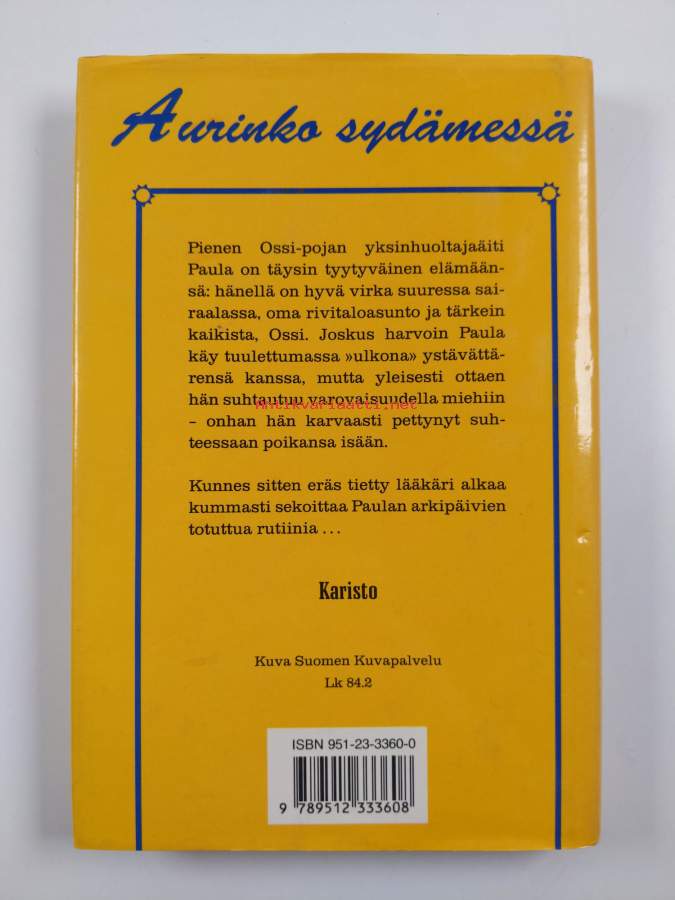 Aurinko sydämessä
Pienen Ossi-pojan yksinhuoltajaäiti
Paula on täysin tyytyväinen elämään-
sä: hänellä on hyvä virka suuressa sai-
raalassa, oma rivitaloasunto ja tärkein
kaikista, Ossi. Joskus harvoin Paula
käy tuulettumassa »ulkona» ystävättä-
rensä kanssa, mutta yleisesti ottaen
hän suhtautuu varovaisuudella miehiin
Antikvariaatti.net
– onhan hän karvaasti pettynyt suh-
teessaan poikansa isään.
Kunnes sitten eräs tietty lääkäri alkaa
kummasti sekoittaa Paulan arkipäivien
totuttua rutiinia ...
Karisto
Kuva Suomen Kuvapalvelu
Lk 84.2
ISBN 951-23-3360-0
9 789512 333608